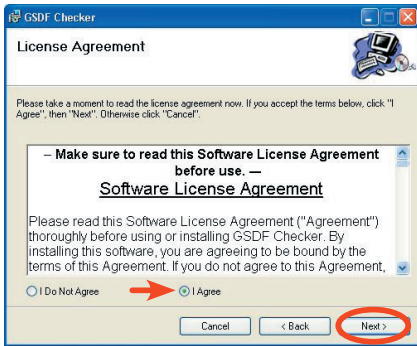 GSDF Checker
License Agreement
Please take a moment to read the license agreement now. If you accept the terms below, click "I
Agree", then "Next". Otherwise click "Cancel".
– Make sure to read this Software License Agreement
before use. —
Software License Agreement
Please read this Software License Agreement ("Agreement")
thoroughly before using or installing GSDF Checker. By
installing this software, you are agreeing to be bound by the
terms of this Agreement. If you do not agree to this Agreement,
I Do Not Agree I Agree
Cancel < Back Next >